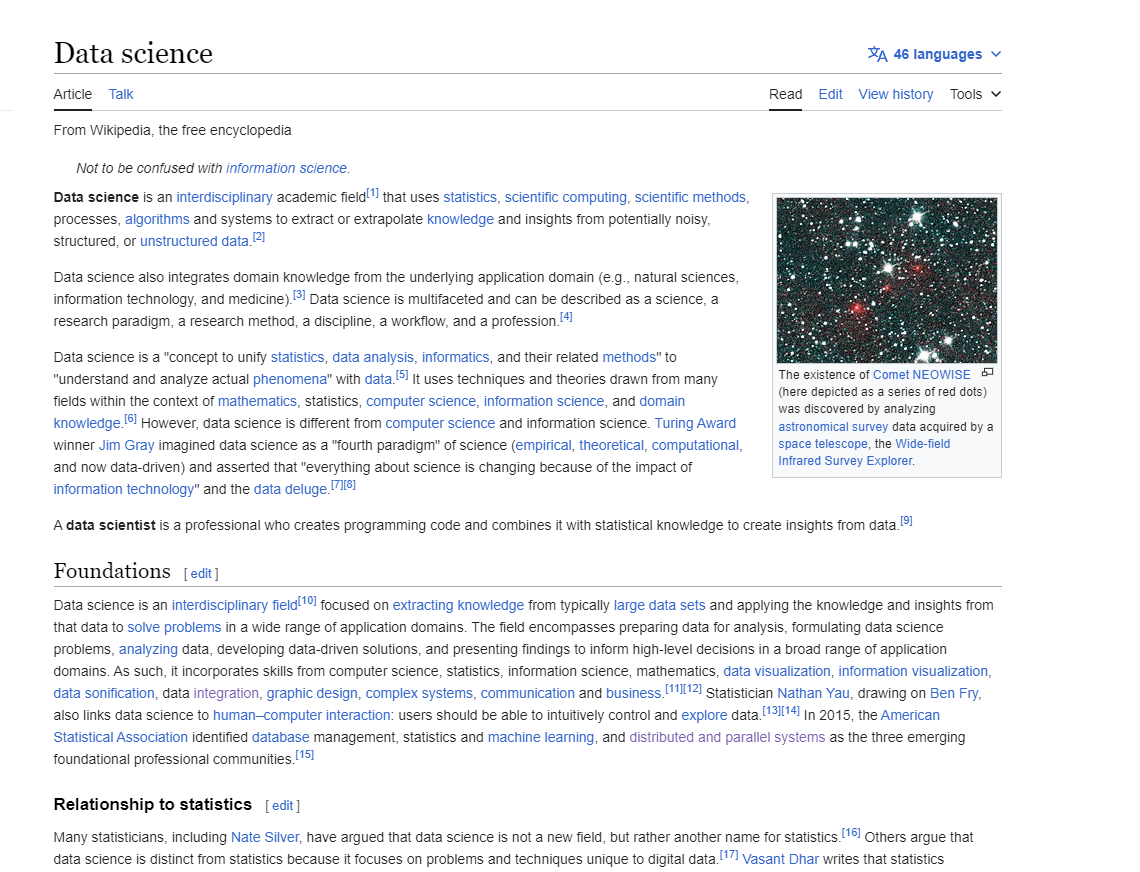 Data science
46 languages
Article Talk
Read Edit View history Tools
From Wikipedia, the free encyclopedia
Not to be confused with information science.
Data science is an interdisciplinary academic field[1] that uses statistics, scientific computing, scientific methods,
processes, algorithms and systems to extract or extrapolate knowledge and insights from potentially noisy,
structured, or unstructured data.[2]
Data science also integrates domain knowledge from the underlying application domain (e.g., natural sciences,
information technology, and medicine).[3] Data science is multifaceted and can be described as a science, a
research paradigm, a research method, a discipline, a workflow, and a profession.[4]
Data science is a "concept to unify statistics, data analysis, informatics, and their related methods" to
"understand and analyze actual phenomena" with data.[5] It uses techniques and theories drawn from many
fields within the context of mathematics, statistics, computer science, information science, and domain
knowledge.[6] However, data science is different from computer science and information science. Turing Award
winner Jim Gray imagined data science as a "fourth paradigm" of science (empirical, theoretical, computational,
and now data-driven) and asserted that "everything about science is changing because of the impact of
information technology" and the data deluge.[7][8]
The existence of Comet NEOWISE
(here depicted as a series of red dots)
was discovered by analyzing
astronomical survey data acquired by a
space telescope, the Wide-field
Infrared Survey Explorer.
A data scientist is a professional who creates programming code and combines it with statistical knowledge to create insights from data.[9]
Foundations [ edit ]
Data science is an interdisciplinary field[10] focused on extracting knowledge from typically large data sets and applying the knowledge and insights from
that data to solve problems in a wide range of application domains. The field encompasses preparing data for analysis, formulating data science
problems, analyzing data, developing data-driven solutions, and presenting findings to inform high-level decisions in a broad range of application
domains. As such, it incorporates skills from computer science, statistics, information science, mathematics, data visualization, information visualization,
data sonification, data integration, graphic design, complex systems, communication and business.[11][12] Statistician Nathan Yau, drawing on Ben Fry,
also links data science to human–computer interaction: users should be able to intuitively control and explore data.[13][14] In 2015, the American
Statistical Association identified database management, statistics and machine learning, and distributed and parallel systems as the three emerging
foundational professional communities.[15]
Relationship to statistics [ edit ]
Many statisticians, including Nate Silver, have argued that data science is not a new field, but rather another name for statistics.[16] Others argue that
data science is distinct from statistics because it focuses on problems and techniques unique to digital data.[17] Vasant Dhar writes that statistics